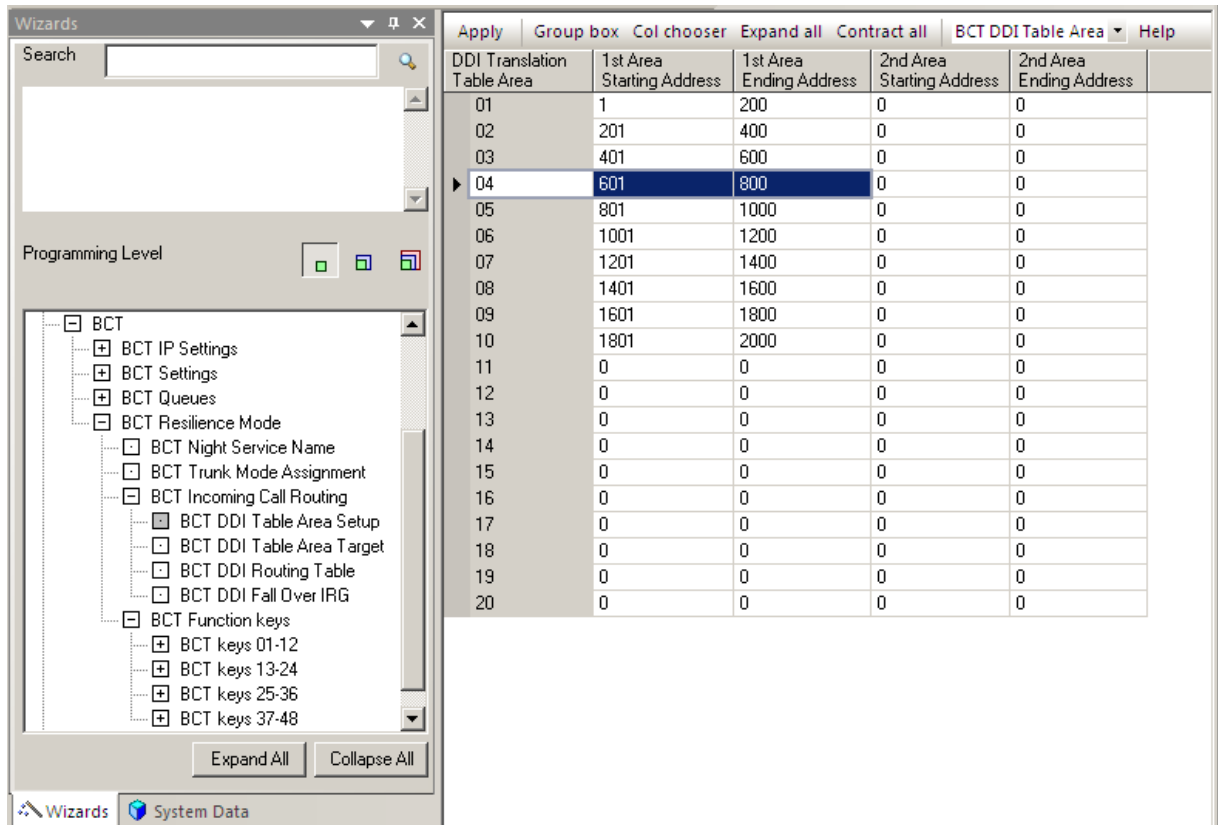 Wizards
Search
Programming Level
BCT
BCT IP Settings
BCT Settings
BCT Queues
BCT Resilience Mode
BCT Night Service Name
BCT Trunk Mode Assignment
BCT Incoming Call Routing
BCT DDI Table Area Setup
BCT DDI Table Area Target
BCT DDI Routing Table
BCT DDI Fall Over IRG
BCT Function keys
BCT keys 01-12
BCT keys 13-24
BCT keys 25-36
BCT keys 37-48
Expand All Collapse All
Wizards System Data
Apply Group box Col chooser Expand all Contract all BCT DDI Table Area Help
DDI Translation 1st Area 1st Area 2nd Area 2nd Area
Table Area Starting Address Ending Address Starting Address Ending Address
01 1 200 0 0
02 201 400 0 0
03 401 600 0 0
04 601 800 0 0
05 801 1000 0 0
06 1001 1200 0 0
07 1201 1400 0 0
08 1401 1600 0 0
09 1601 1800 0 0
10 1801 2000 0 0
11 0 0 0 0
12 0 0 0 0
13 0 0 0 0
14 0 0 0 0
15 0 0 0 0
16 0 0 0 0
17 0 0 0 0
18 0 0 0 0
19 0 0 0 0
20 0 0 0 0